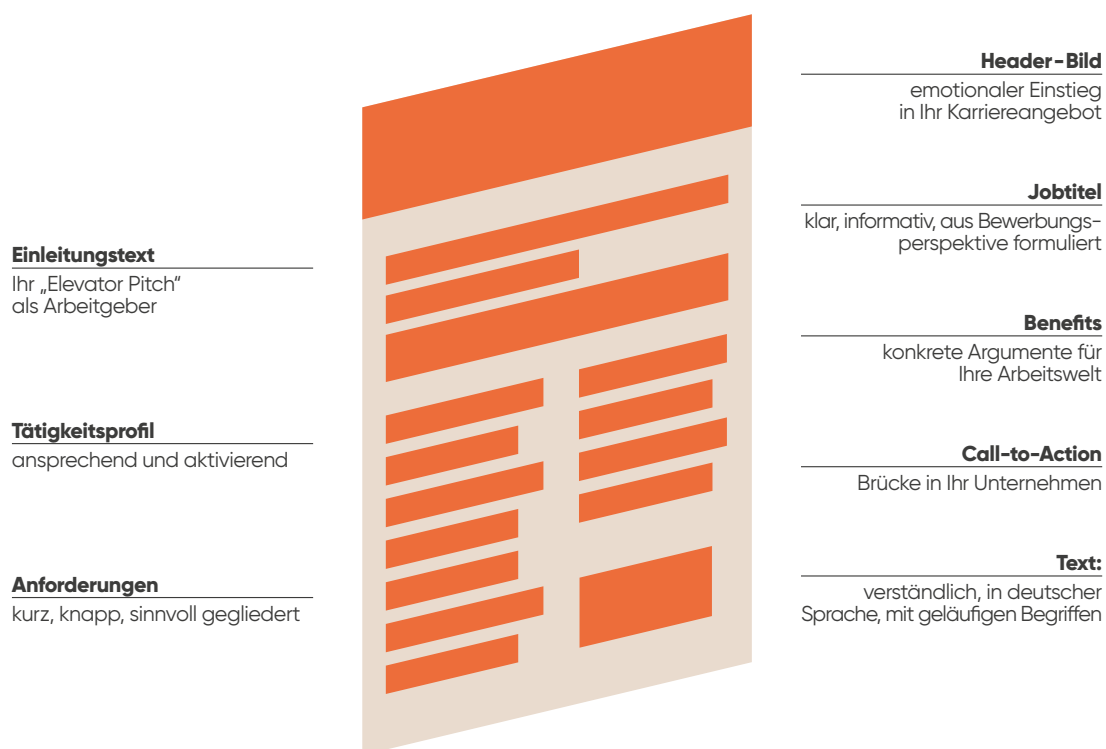 Einleitungstext
Ihr „Elevator Pitch“
als Arbeitgeber
Tätigkeitsprofil
ansprechend und aktivierend
Anforderungen
kurz, knapp, sinnvoll gegliedert
Header-Bild
emotionaler Einstieg
in Ihr Karriereangebot
Jobtitel
klar, informativ, aus Bewerbungs-
perspektive formuliert
Benefits
konkrete Argumente für
Ihre Arbeitswelt
Call-to-Action
Brücke in Ihr Unternehmen
Text:
verständlich, in deutscher
Sprache, mit geläufigen Begriffen